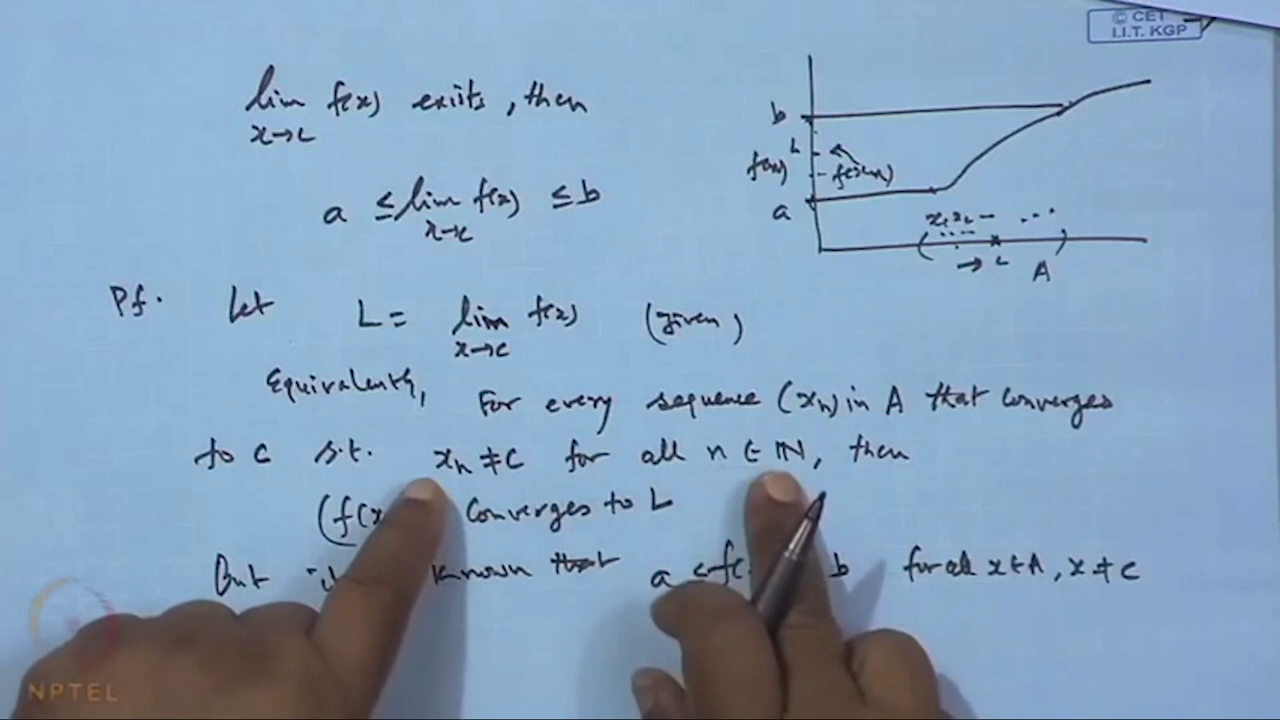 © CET
I.I.T. KGP
lim f(x) exists, then
x→c
a ≤ lim f(x) ≤ b
x→c
b
L
f(x)
f(xn)
a
x1 x2 –
c
A
Pf. Let L = lim f(x) (given)
x→c
Equivalently, For every sequence (xn) in A that converges
to c s.t. xn ≠ c for all n ∈ ℕ, then
(f(x converges to L
But known that a ≤ f( b for all x ∈ A, x ≠ c
NPTEL